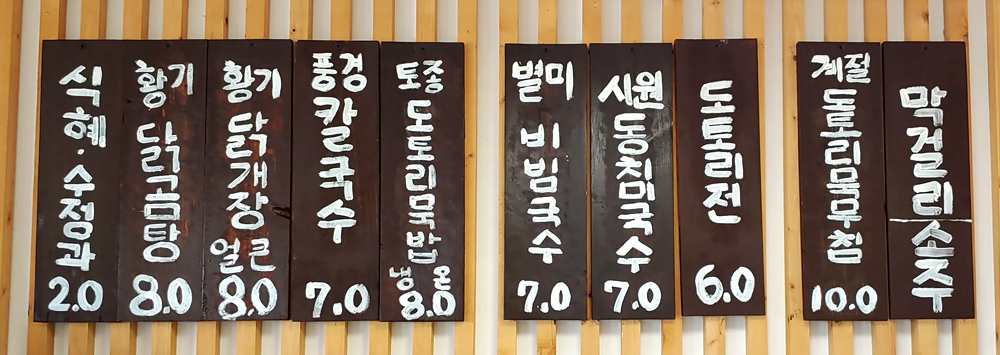 식혜·수정과
2.0
황기
닭곰탕
8.0
황기
닭개장
얼큰
8.0
풍경
칼국수
7.0
토종
도토리묵밥
냉 온
8.0
별미
비빔국수
7.0
시원
동치미국수
7.0
도토리전
6.0
계절
도토리묵무침
10.0
막걸리
소주